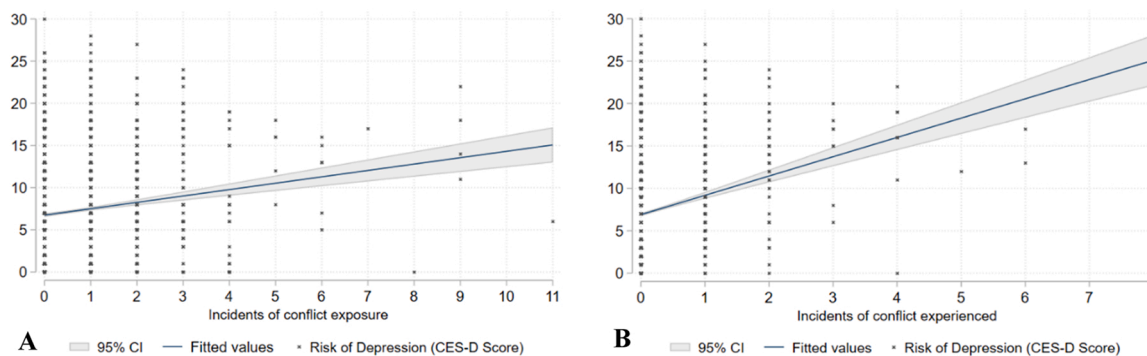 30
25
20
15
10
5
0
0 1 2 3 4 5 6 7 8 9 10 11
Incidents of conflict exposure
A
95% CI Fitted values Risk of Depression (CES-D Score)
30
25
20
15
10
5
0
0 1 2 3 4 5 6 7
Incidents of conflict experienced
B
95% CI Fitted values Risk of Depression (CES-D Score)